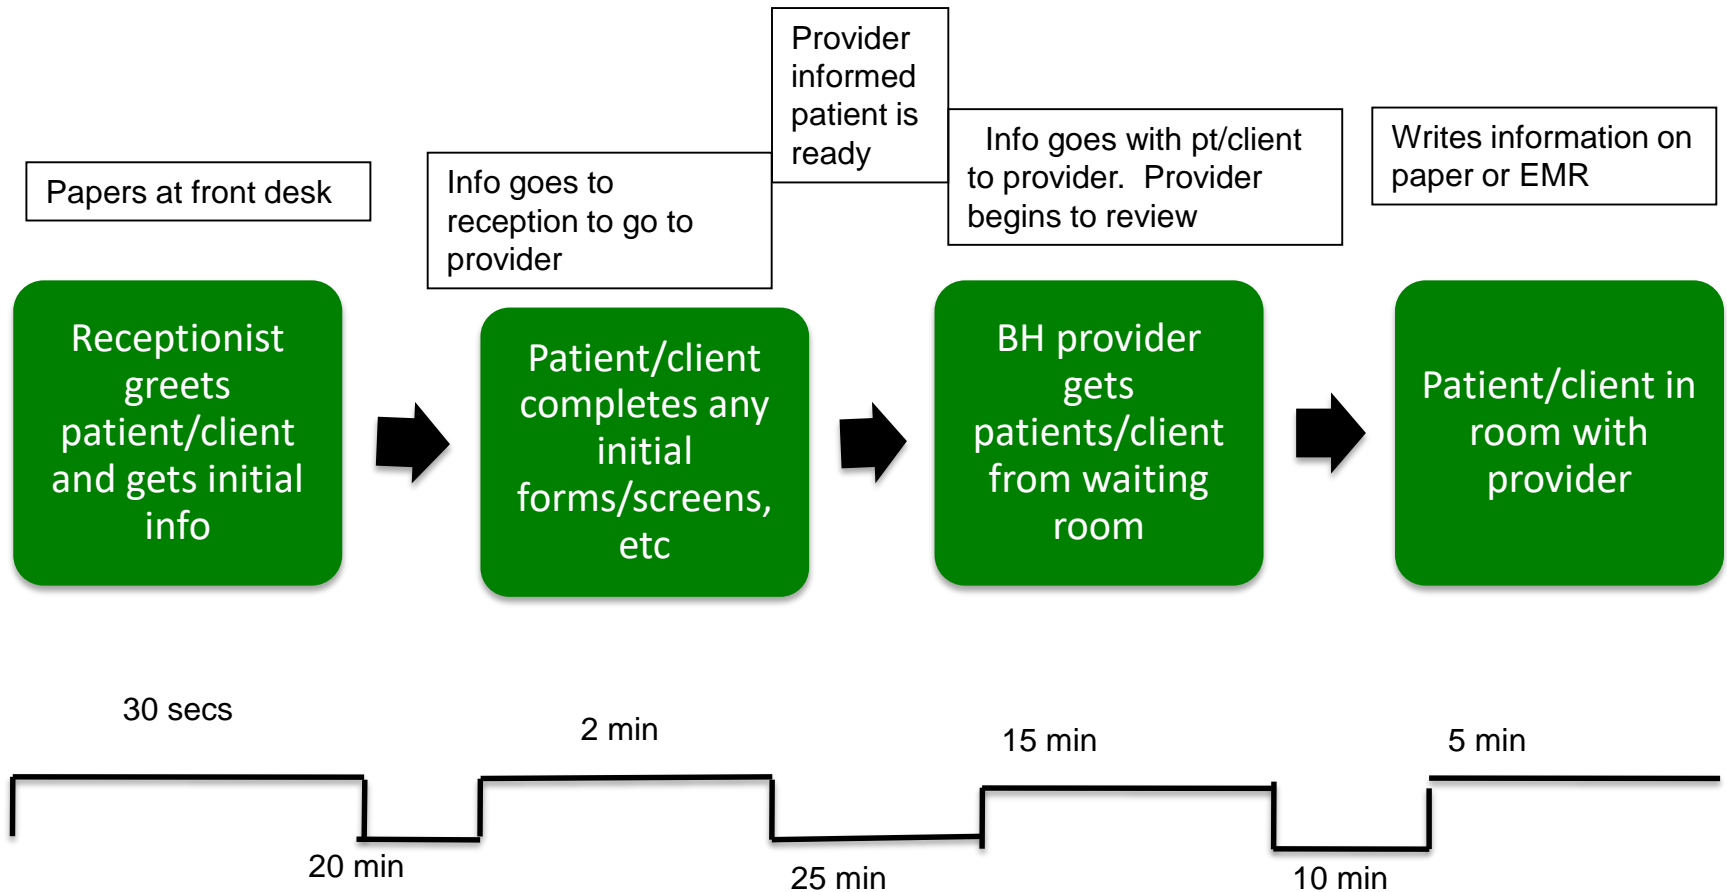 Provider
informed
patient is
ready
Papers at front desk
Info goes to
reception to go to
provider
Info goes with pt/client
to provider.  Provider
begins to review
Writes information on
paper or EMR
Receptionist
greets
patient/client
and gets initial
info
Patient/client
completes any
initial
forms/screens,
etc
BH provider
gets
patients/client
from waiting
room
Patient/client in
room with
provider
30 secs
2 min
15 min
5 min
20 min
25 min
10 min